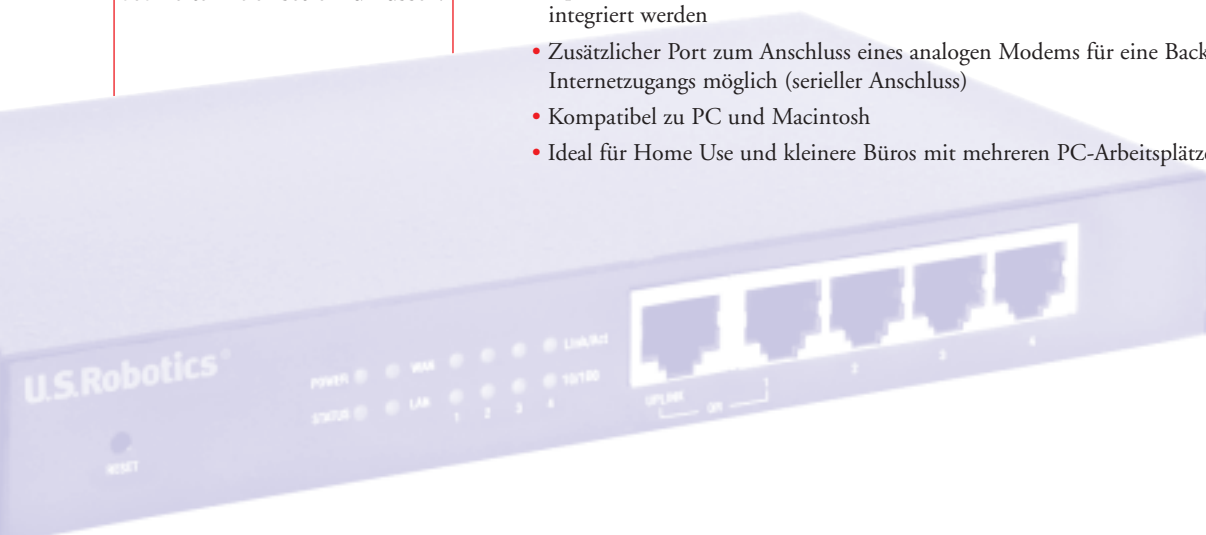 integriert werden
• Zusätzlicher Port zum Anschluss eines analogen Modems für eine Back
Internetzugangs möglich (serieller Anschluss)
• Kompatibel zu PC und Macintosh
• Ideal für Home Use und kleinere Büros mit mehreren PC-Arbeitsplätz
U.S.Robotics®
POWER WAN Link/Act
STATUS LAN 10/100
1 2 3 4
RESET
UPLINK 1 2 3 4
OR